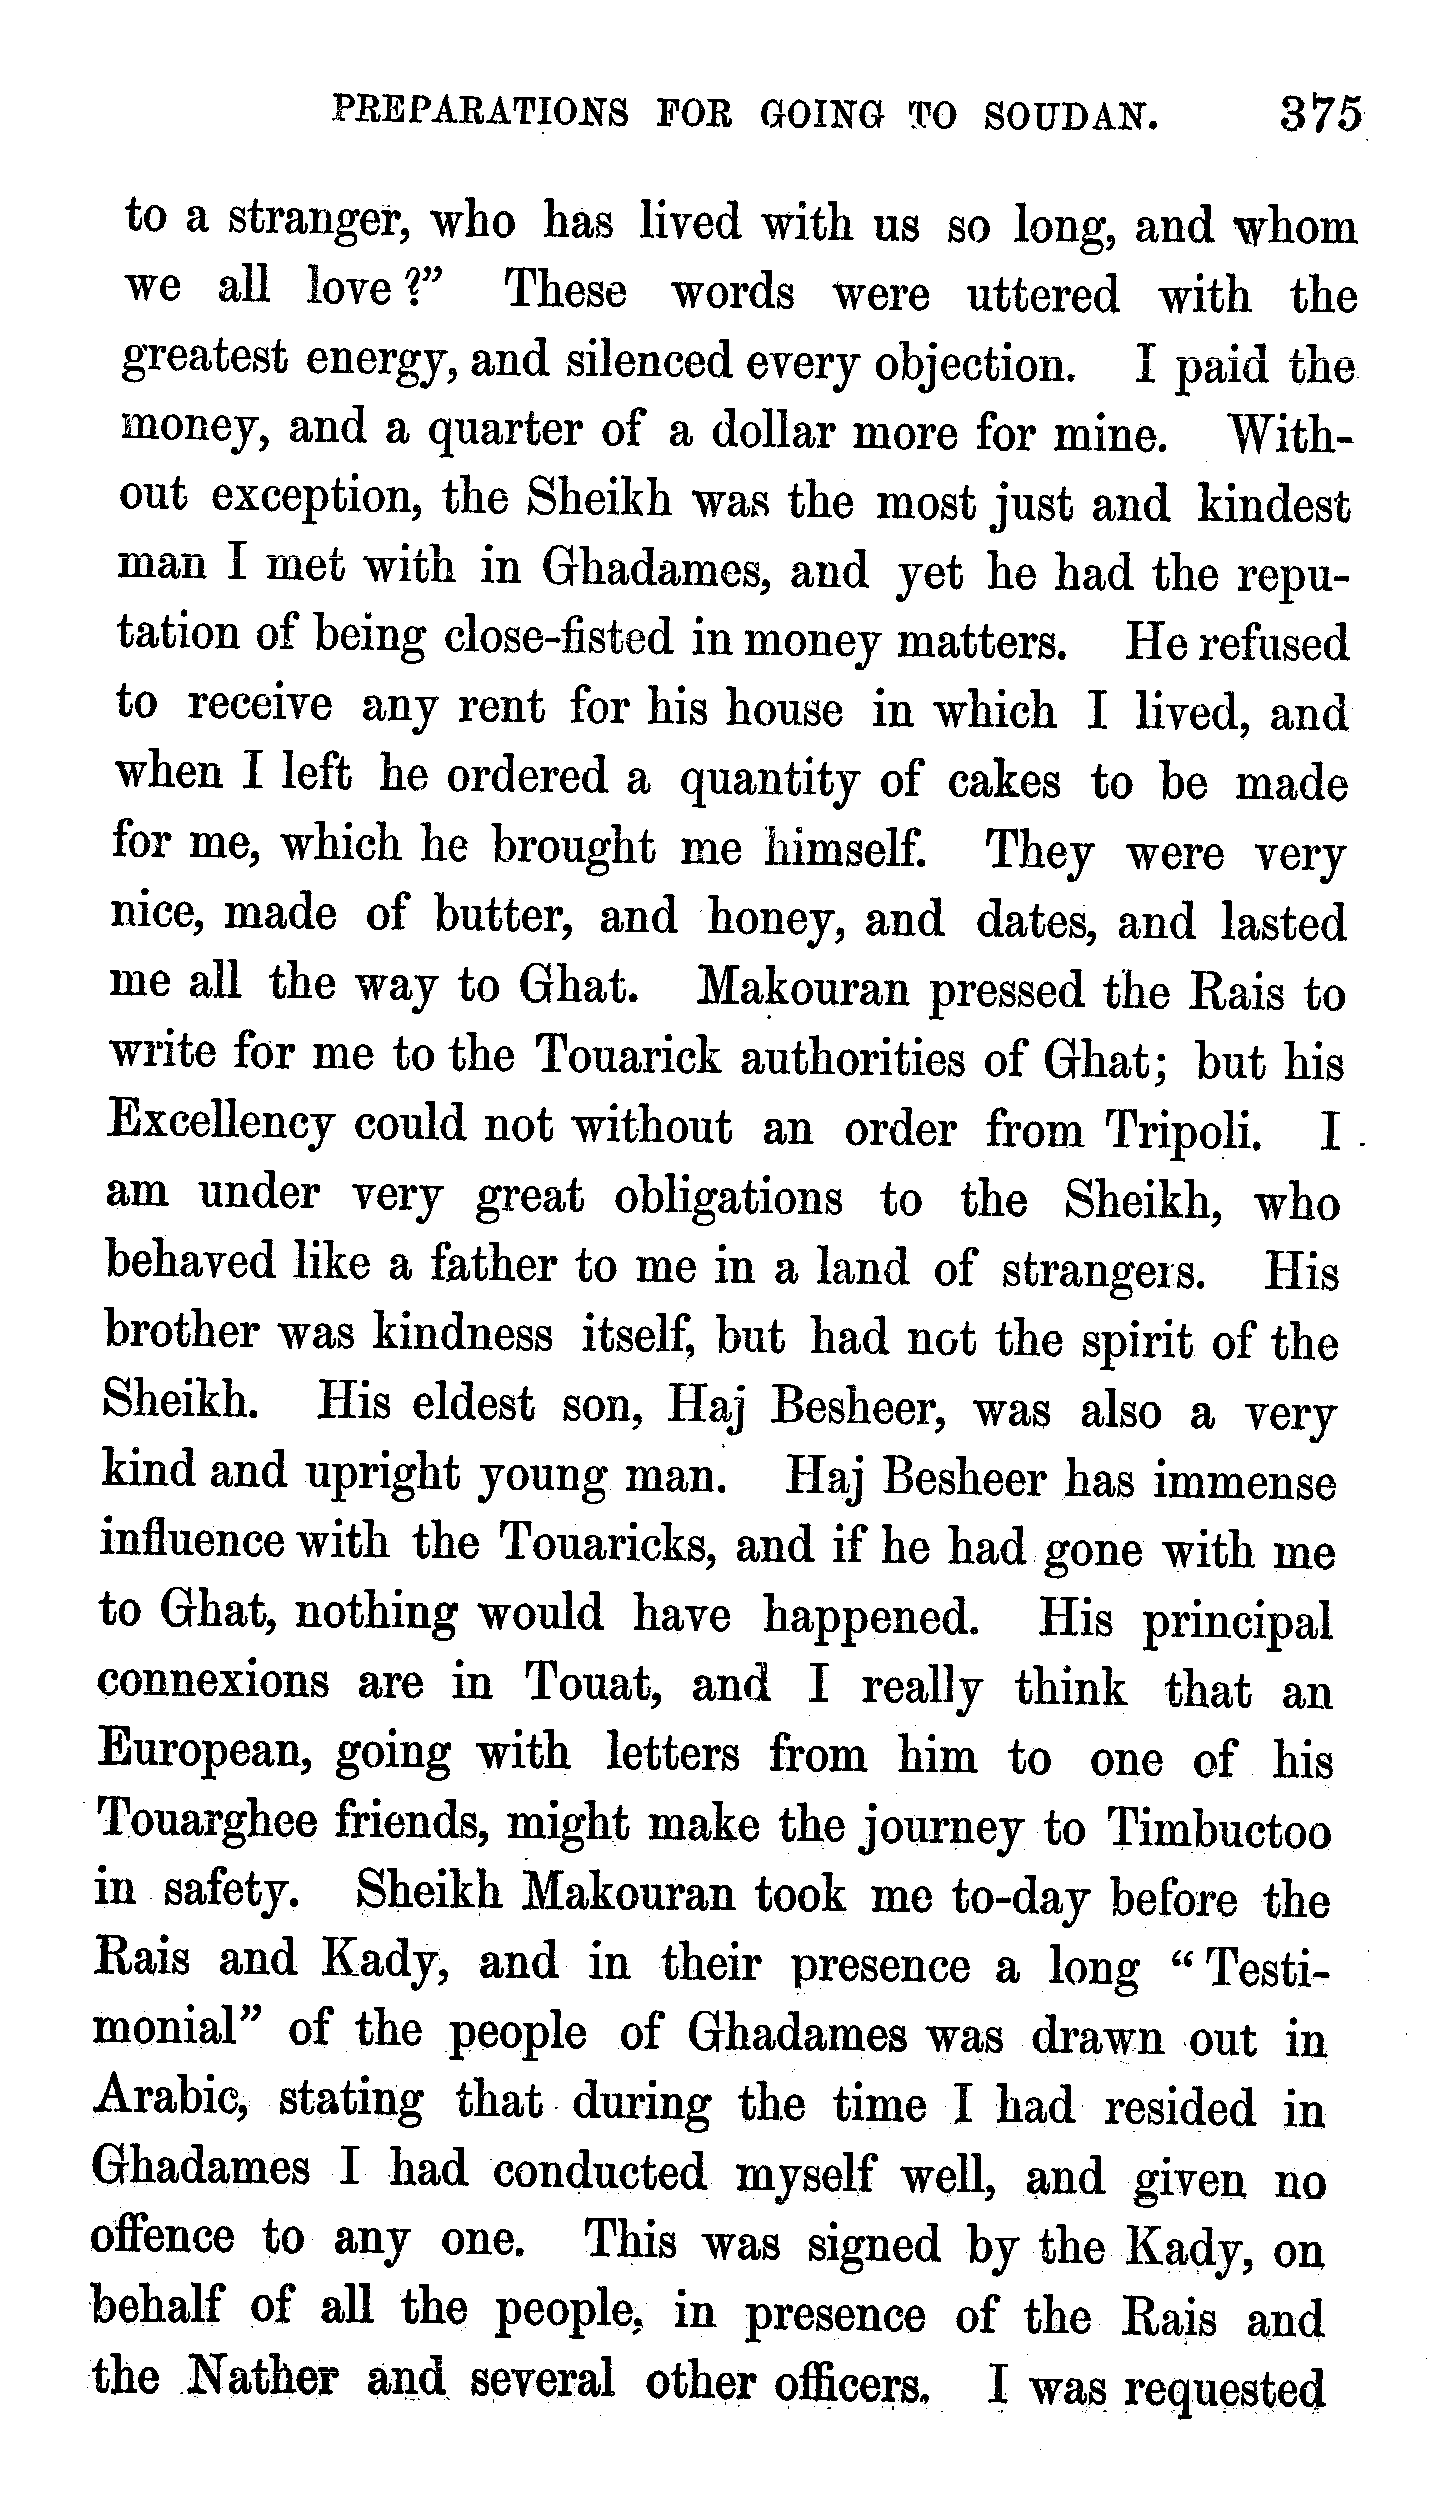 PREPARATIONS FOR GOING TO SOUDAN. 375
to a stranger, who has lived with us so long, and whom
we all love?” These words were uttered with the
greatest energy, and silenced every objection. I paid the
money, and a quarter of a dollar more for mine. With-
out exception, the Sheikh was the most just and kindest
man I met with in Ghadames, and yet he had the repu-
tation of being close-fisted in money matters. He refused
to receive any rent for his house in which I lived, and
when I left he ordered a quantity of cakes to be made
for me, which he brought me himself. They were very
nice, made of butter, and honey, and dates, and lasted
me all the way to Ghat. Makouran pressed the Rais to
write for me to the Touarick authorities of Ghat; but his
Excellency could not without an order from Tripoli. I
am under very great obligations to the Sheikh, who
behaved like a father to me in a land of strangers. His
brother was kindness itself, but had not the spirit of the
Sheikh. His eldest son, Haj Besheer, was also a very
kind and upright young man. Haj Besheer has immense
influence with the Touaricks, and if he had gone with me
to Ghat, nothing would have happened. His principal
connexions are in Touat, and I really think that an
European, going with letters from him to one of his
Touarghee friends, might make the journey to Timbuctoo
in safety. Sheikh Makouran took me to-day before the
Rais and Kady, and in their presence a long “Testi-
monial” of the people of Ghadames was drawn out in
Arabic, stating that during the time I had resided in
Ghadames I had conducted myself well, and given no
offence to any one. This was signed by the Kady, on
behalf of all the people, in presence of the Rais and
the Nather and several other officers. I was requested